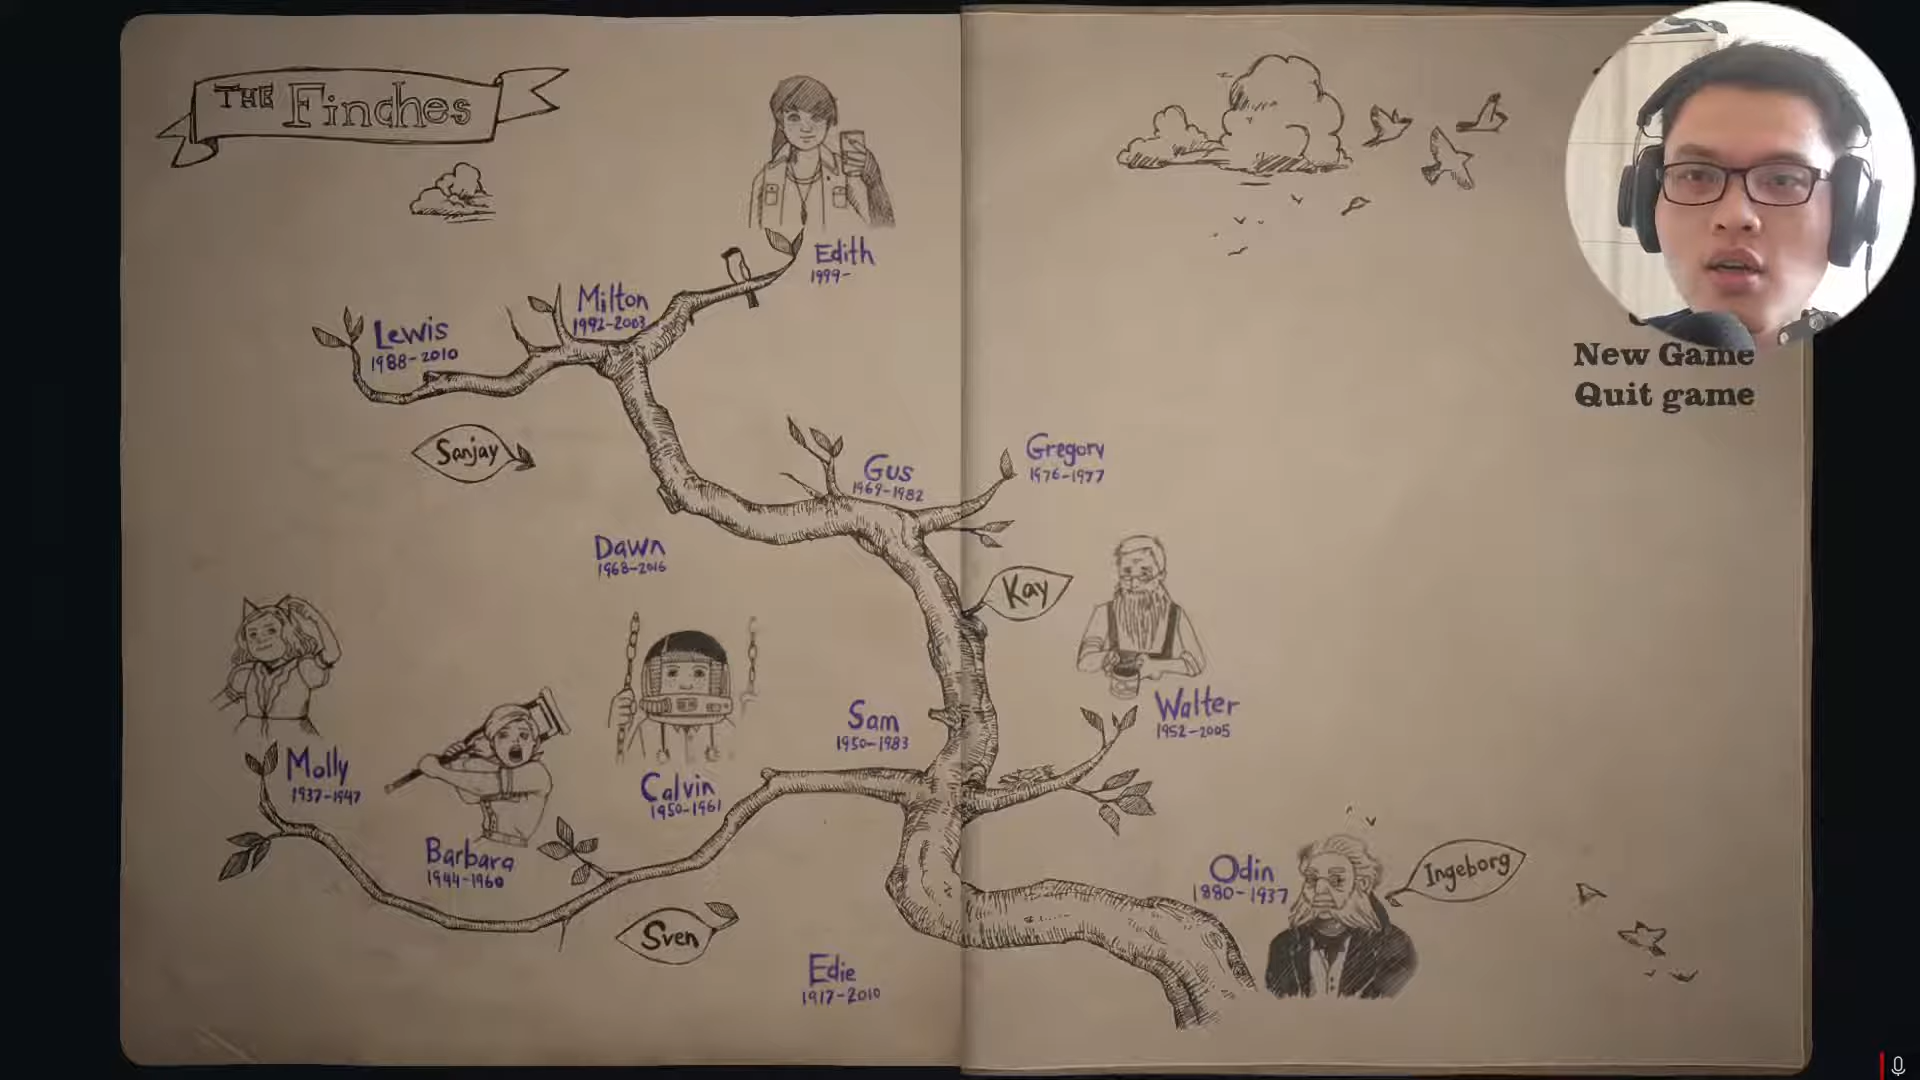 THE Finches
Edith
1999-
Milton
1992-2003
Lewis
1988-2010
New Game
Quit game
Sanjay
Gregory
1976-1977
Gus
1969-1982
Dawn
1968-2016
Kay
Walter
1952-2005
Sam
1950-1983
Molly
1937-1947
Calvin
1950-1961
Barbara
1944-1960
Odin
1880-1937
Ingeborg
Sven
Edie
1917-2010